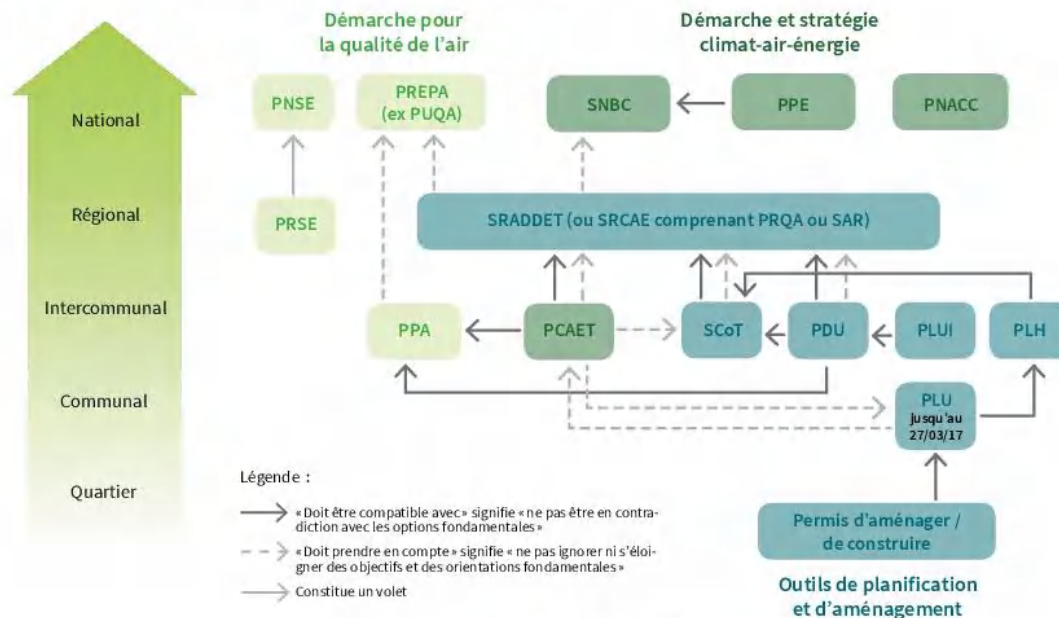 Démarche pour
la qualité de l'air
Démarche et stratégie
climat-air-énergie
National
PNSE
PREPA
(ex PUQA)
SNBC
PPE
PNACC
Régional
PRSE
SRADDET (ou SRCAE comprenant PRQA ou SAR)
Intercommunal
PPA
PCAET
SCoT
PDU
PLUI
PLH
Communal
PLU
jusqu'au
27/03/17
Quartier
Permis d'aménager /
de construire
Outils de planification
et d'aménagement
Légende :
« Doit être compatible avec » signifie « ne pas être en contra-
diction avec les options fondamentales »
« Doit prendre en compte » signifie « ne pas ignorer ni s'éloi-
gner des objectifs et des orientations fondamentales »
Constitue un volet